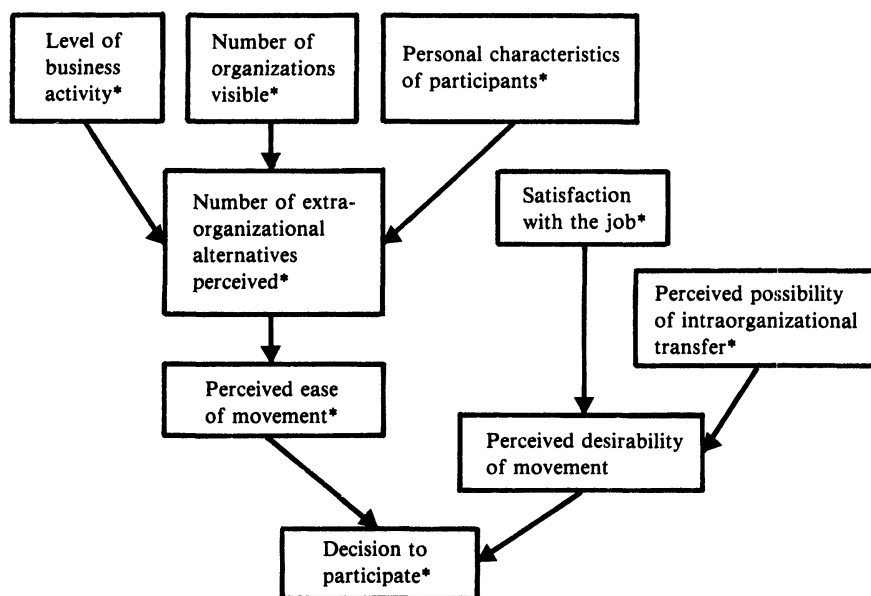 Level of
business
activity*
Number of
organizations
visible*
Personal characteristics
of participants*
Number of extra-
organizational
alternatives
perceived*
Satisfaction
with the job*
Perceived possibility
of intraorganizational
transfer*
Perceived ease
of movement*
Perceived desirability
of movement
Decision to
participate*